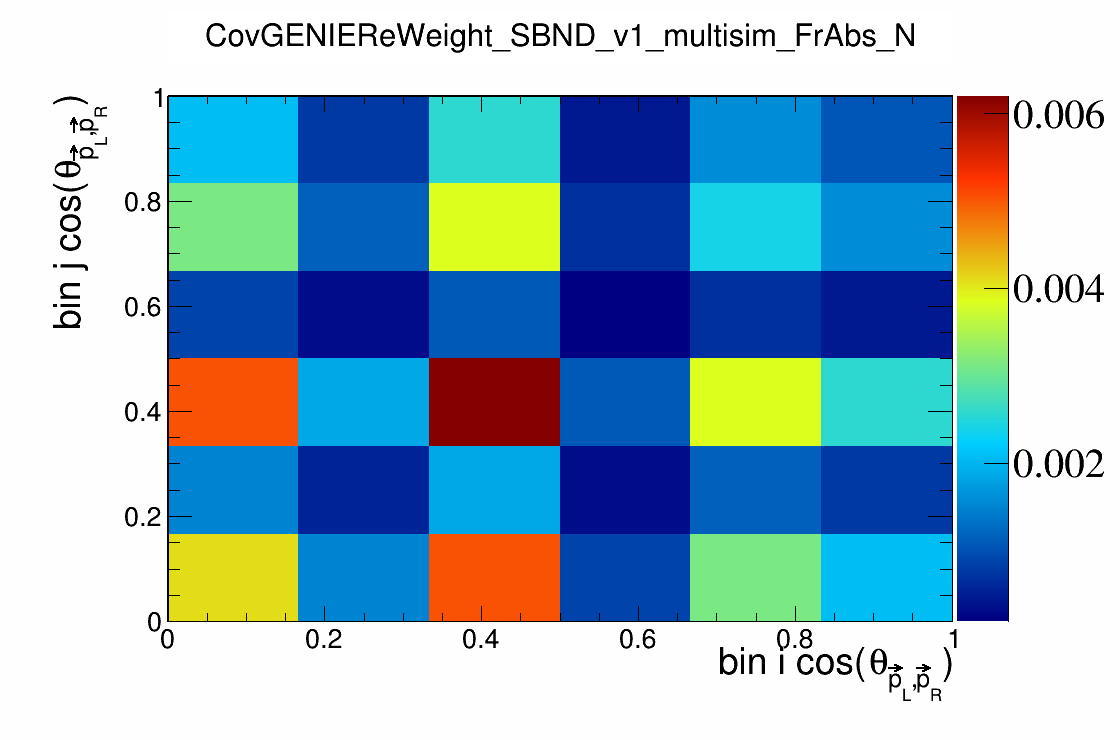 CovGENIEReWeight_SBND_v1_multisim_FrAbs_N
bin j cos(θp⃗L,p⃗R)
1
0.8
0.6
0.4
0.2
0
0 0.2 0.4 0.6 0.8 1
bin i cos(θp⃗L,p⃗R)
0.006
0.004
0.002